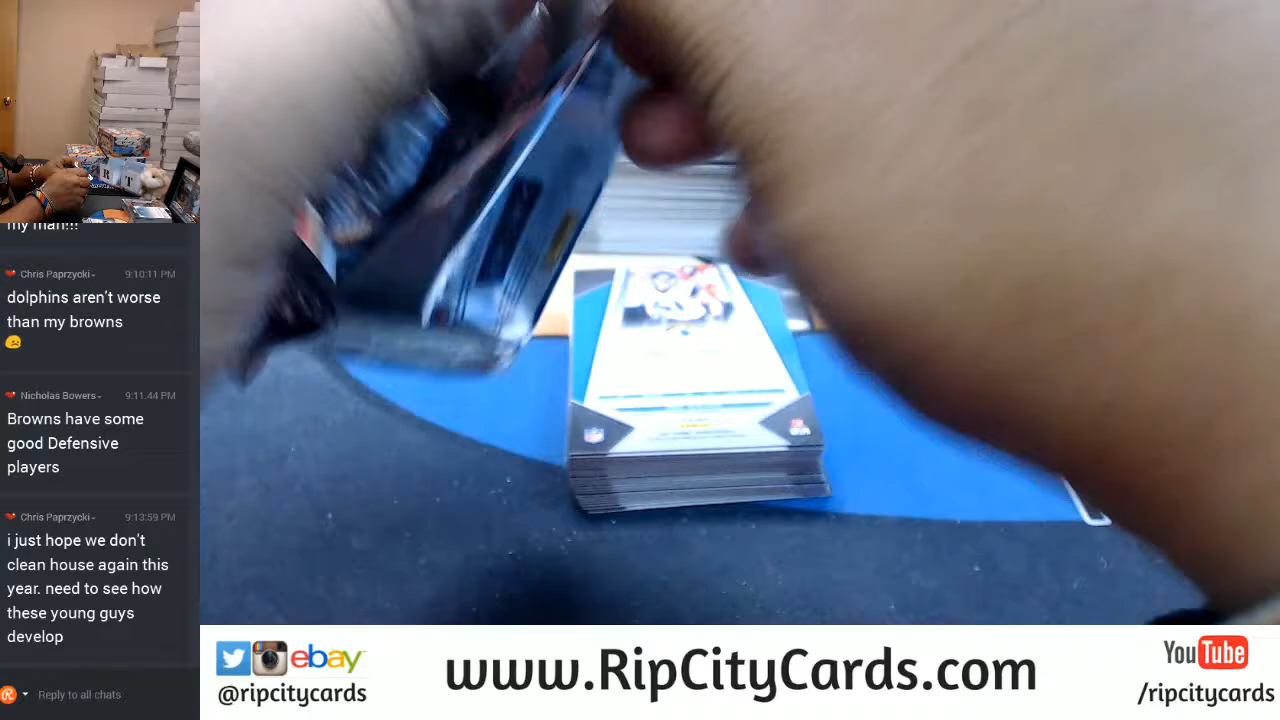 R T
my man!!!
Chris Paprzycki
9:10:11 PM
dolphins aren't worse
than my browns
Nicholas Bowers
9:11:44 PM
Browns have some
good Defensive
players
Chris Paprzycki
9:13:59 PM
i just hope we don't
clean house again this
year. need to see how
these young guys
develop
Reply to all chats
ebay
@ripcitycards
www.RipCityCards.com
YouTube
/ripcitycards